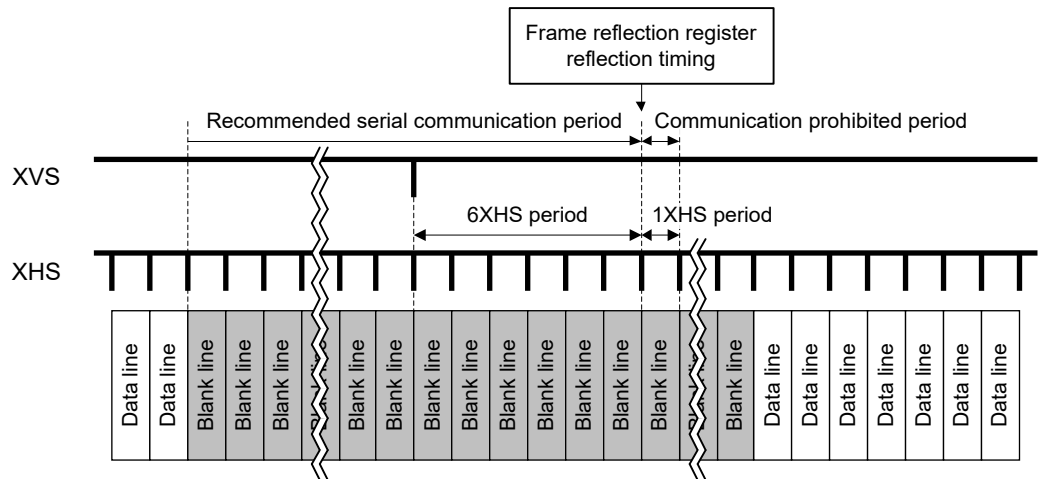 Frame reflection register
reflection timing
Recommended serial communication period
Communication prohibited period
XVS
6XHS period
1XHS period
XHS
Data line
Data line
Blank line
Blank line
Blank line
Blank line
Blank line
Blank line
Blank line
Blank line
Blank line
Blank line
Blank line
Blank line
Blank line
Data line
Data line
Data line
Data line
Data line
Data line
Data line